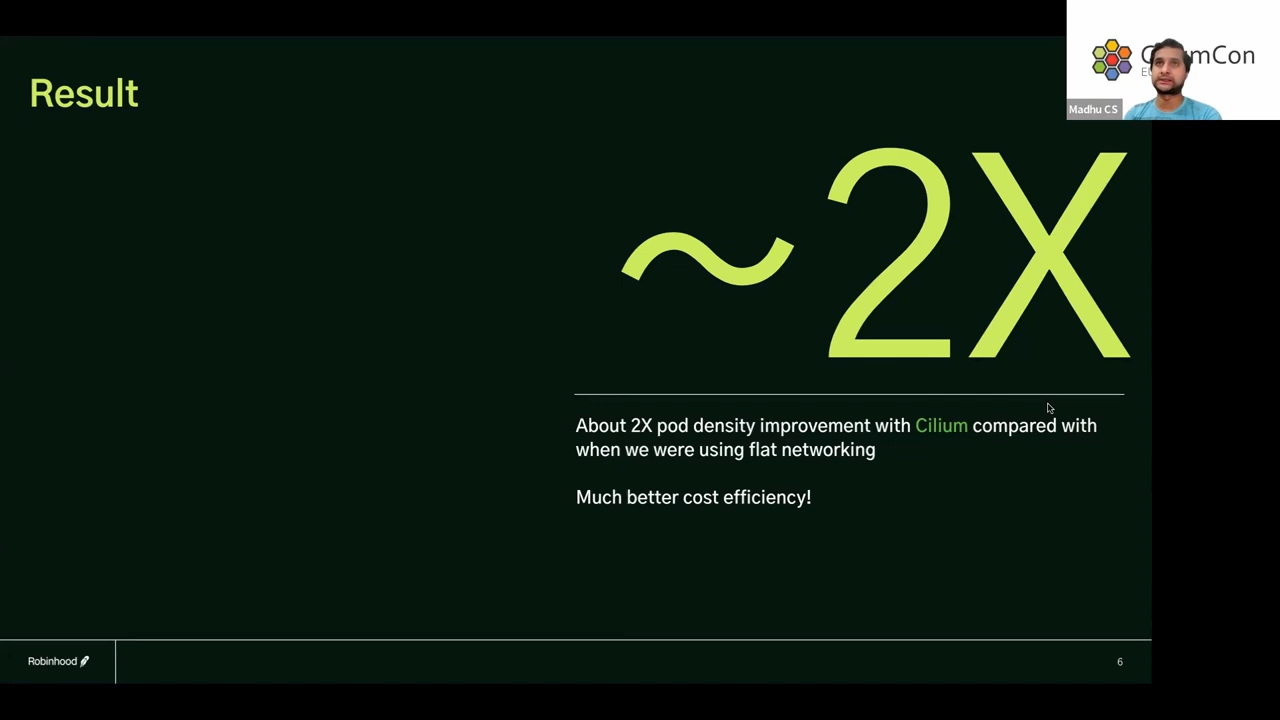 Result
~2X
About 2X pod density improvement with Cilium compared with
when we were using flat networking
Much better cost efficiency!
Robinhood
6
Madhu CS